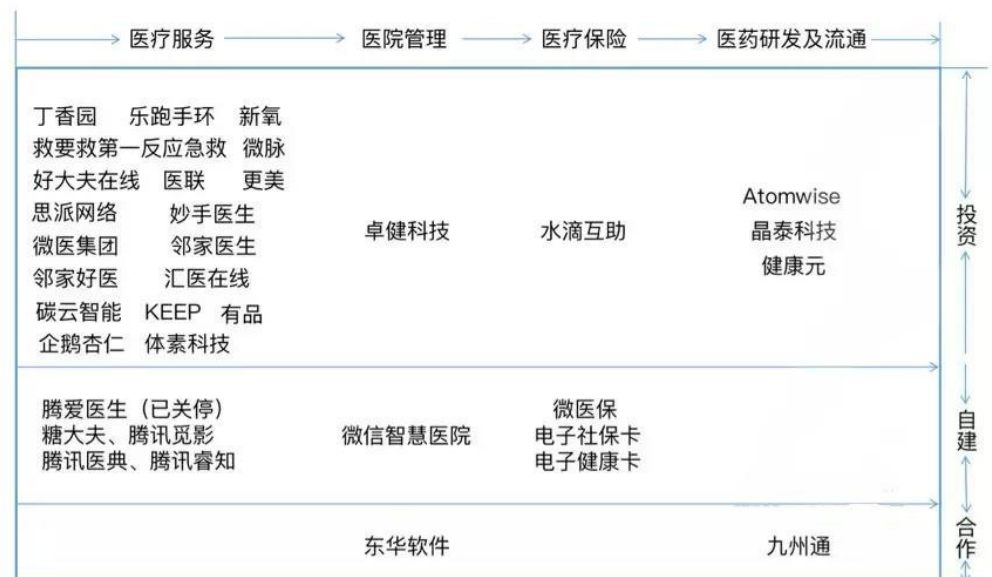 医疗服务 医院管理 医疗保险 医药研发及流通
丁香园 乐跑手环 新氧
救要救第一反应急救 微脉
好大夫在线 医联 更美
思派网络 妙手医生
微医集团 邻家医生
邻家好医 汇医在线
碳云智能 KEEP 有品
企鹅杏仁 体素科技
卓健科技
水滴互助
Atomwise
晶泰科技
健康元
投资
腾爱医生（已关停）
糖大夫、腾讯觅影
腾讯医典、腾讯睿知
微信智慧医院
微医保
电子社保卡
电子健康卡
自建
东华软件
九州通
合作